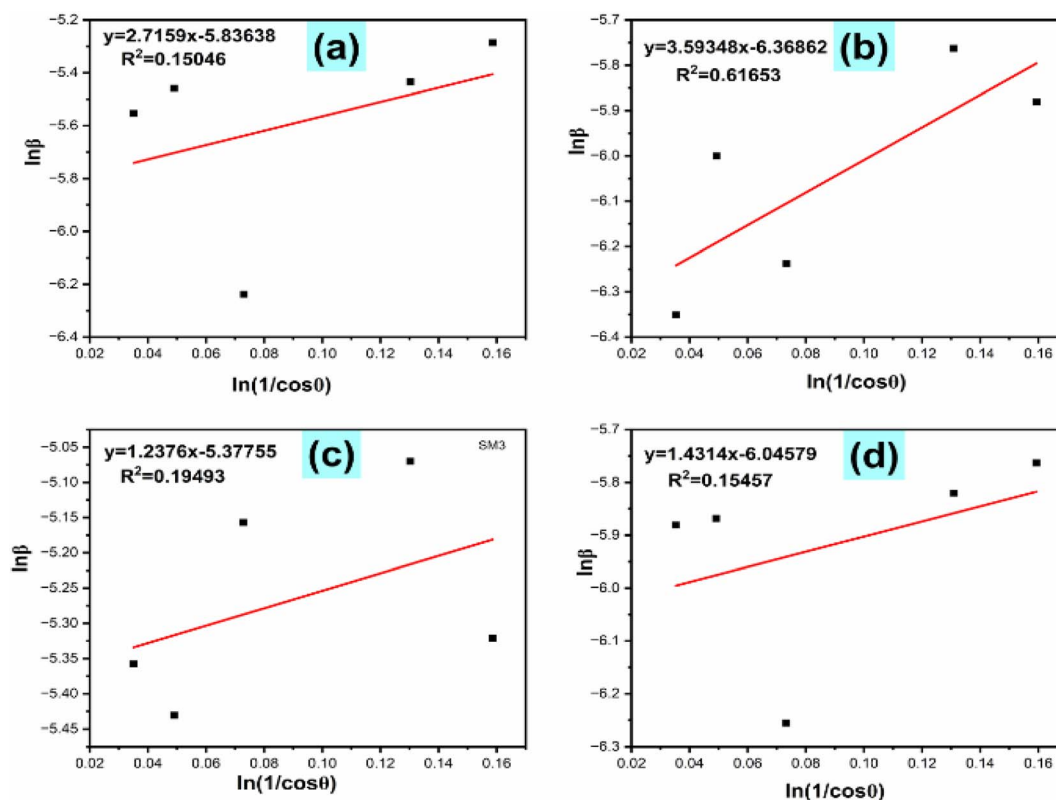 y=2.7159x-5.83638
R²=0.15046
(a)
lnβ
−5.2
−5.4
−5.6
−5.8
−6.0
−6.2
−6.4
0.02 0.04 0.06 0.08 0.10 0.12 0.14 0.16
ln(1/cosθ)
y=3.59348x-6.36862
R²=0.61653
(b)
lnβ
−5.7
−5.8
−5.9
−6.0
−6.1
−6.2
−6.3
−6.4
0.02 0.04 0.06 0.08 0.10 0.12 0.14 0.16
ln(1/cosθ)
y=1.2376x-5.37755
R²=0.19493
(c)
SM3
lnβ
−5.05
−5.10
−5.15
−5.20
−5.25
−5.30
−5.35
−5.40
−5.45
0.02 0.04 0.06 0.08 0.10 0.12 0.14 0.16
ln(1/cosθ)
y=1.4314x-6.04579
R²=0.15457
(d)
lnβ
−5.7
−5.8
−5.9
−6.0
−6.1
−6.2
−6.3
0.02 0.04 0.06 0.08 0.10 0.12 0.14 0.16
ln(1/cosθ)